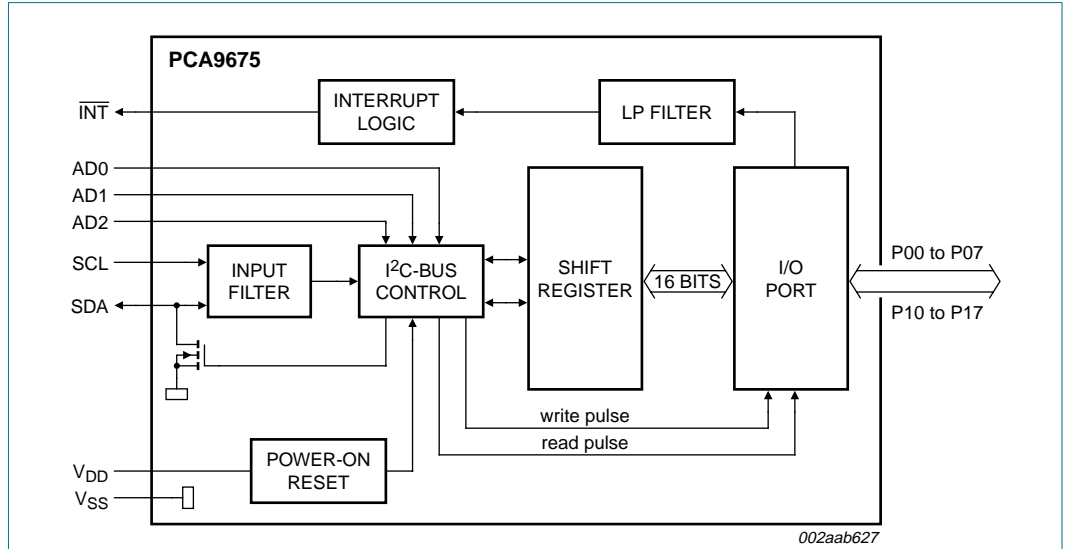 PCA9675
INT
INTERRUPT
LOGIC
LP FILTER
AD0
AD1
AD2
SCL
SDA
INPUT
FILTER
I2C-BUS
CONTROL
SHIFT
REGISTER
16 BITS
I/O
PORT
P00 to P07
P10 to P17
write pulse
read pulse
VDD
VSS
POWER-ON
RESET
002aab627